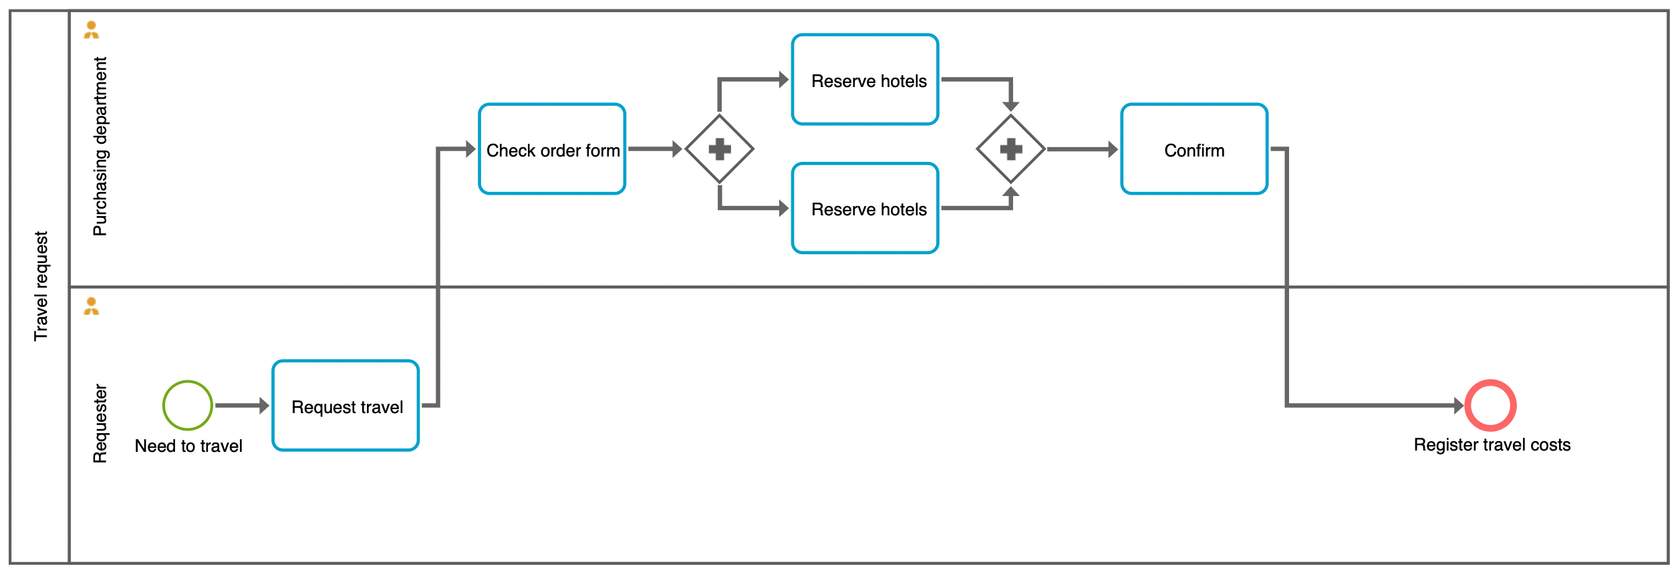 Travel request
Purchasing department
Reserve hotels
Check order form
Confirm
Reserve hotels
Requester
Request travel
Need to travel
Register travel costs